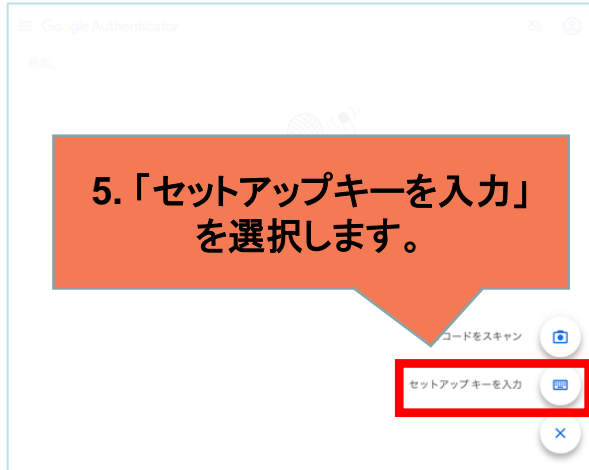 Google Authenticator
検索...
5.「セットアップキーを入力」
を選択します。
コードをスキャン
セットアップ キーを入力